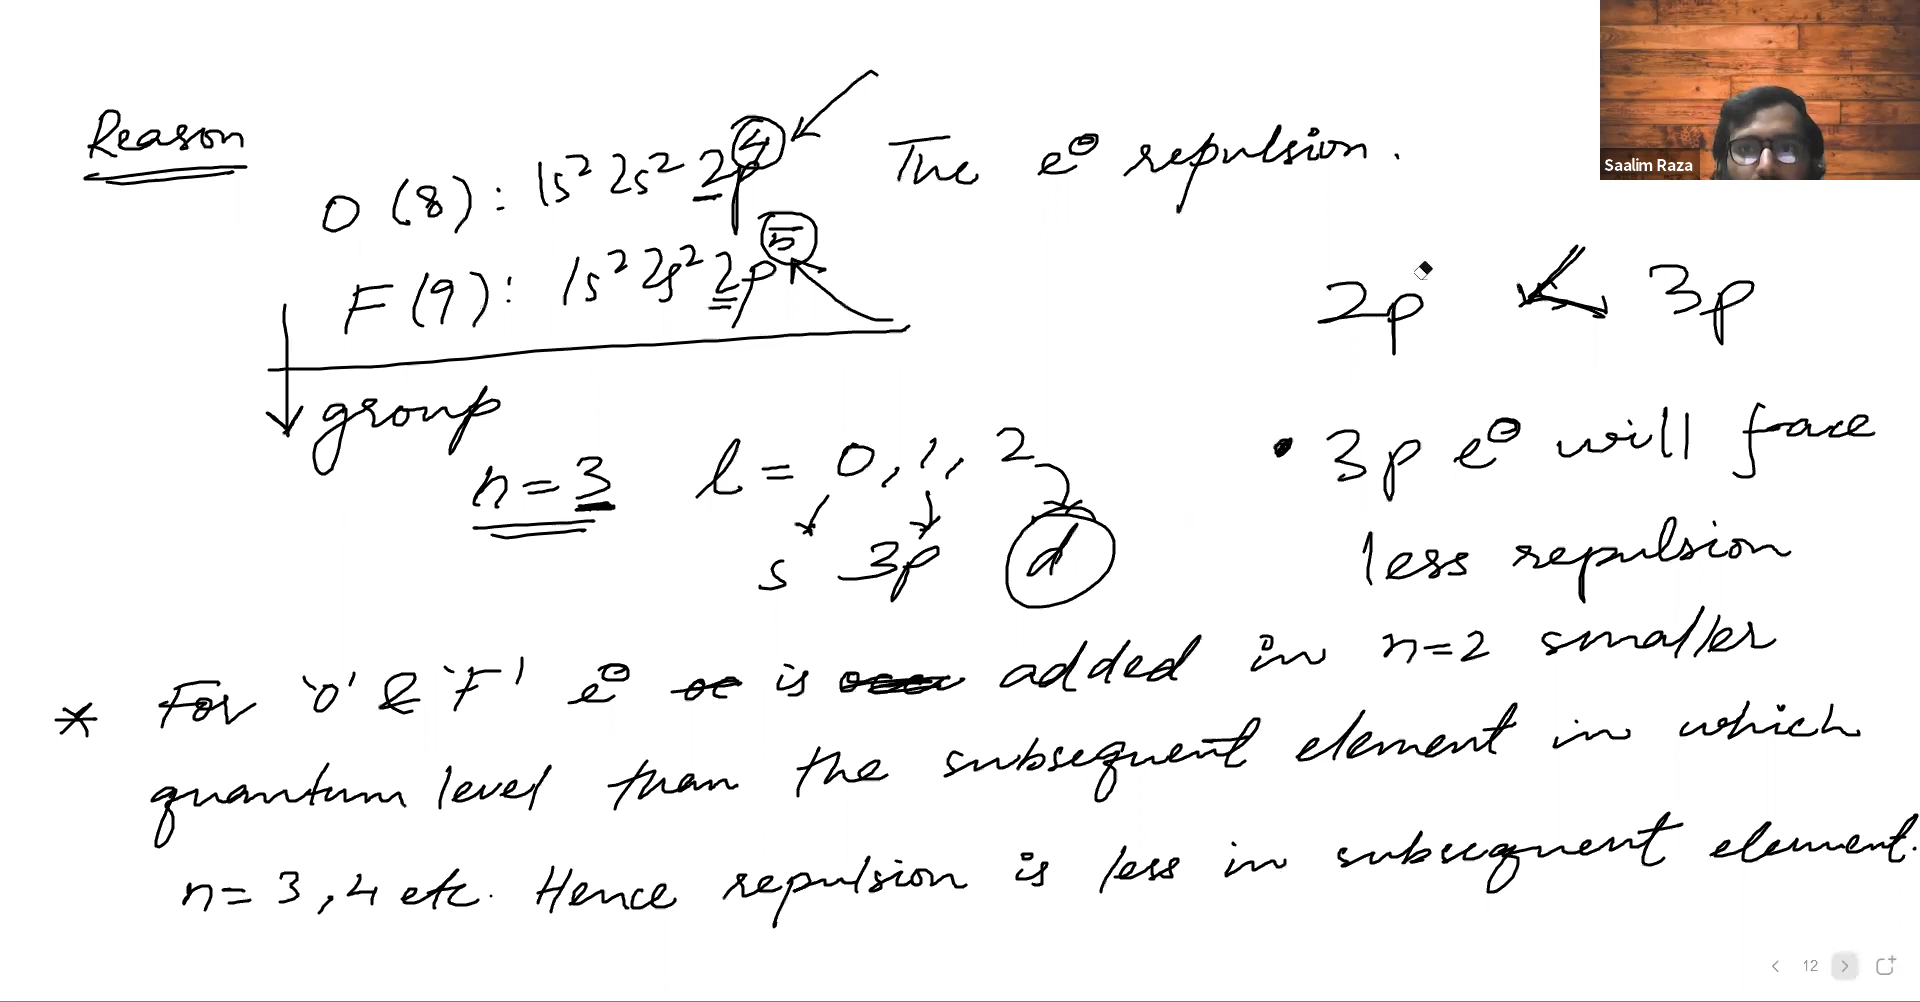 Reason
O (8) : 1s² 2s² 2p⁴
The e⊖ repulsion.
Saalim Raza
F (9) : 1s² 2s² 2p⁵
2p < 3p
group
n = 3 l = 0, 1, 2
s 3p d
• 3p e⊖ will face
less repulsion
* For 'O' & 'F' e⊖ is added in n=2 smaller
quantum level than the subsequent element in which
n = 3, 4 etc. Hence repulsion is less in subsequent element.
12